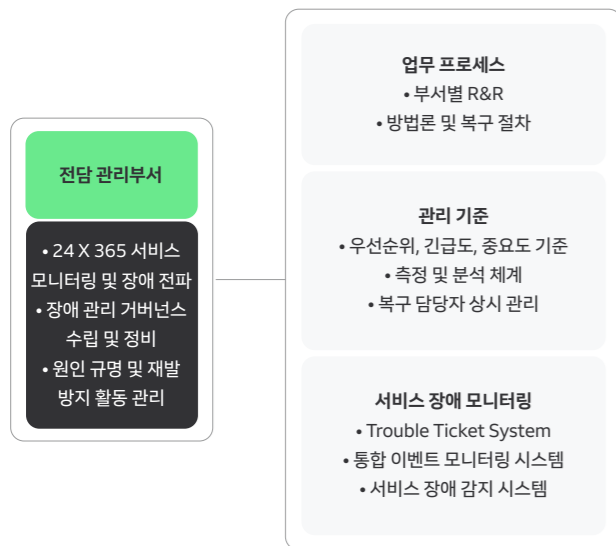 전담 관리부서
• 24 X 365 서비스
모니터링 및 장애 전파
• 장애 관리 거버넌스
수립 및 정비
• 원인 규명 및 재발
방지 활동 관리
업무 프로세스
• 부서별 R&R
• 방법론 및 복구 절차
관리 기준
• 우선순위, 긴급도, 중요도 기준
• 측정 및 분석 체계
• 복구 담당자 상시 관리
서비스 장애 모니터링
• Trouble Ticket System
• 통합 이벤트 모니터링 시스템
• 서비스 장애 감지 시스템